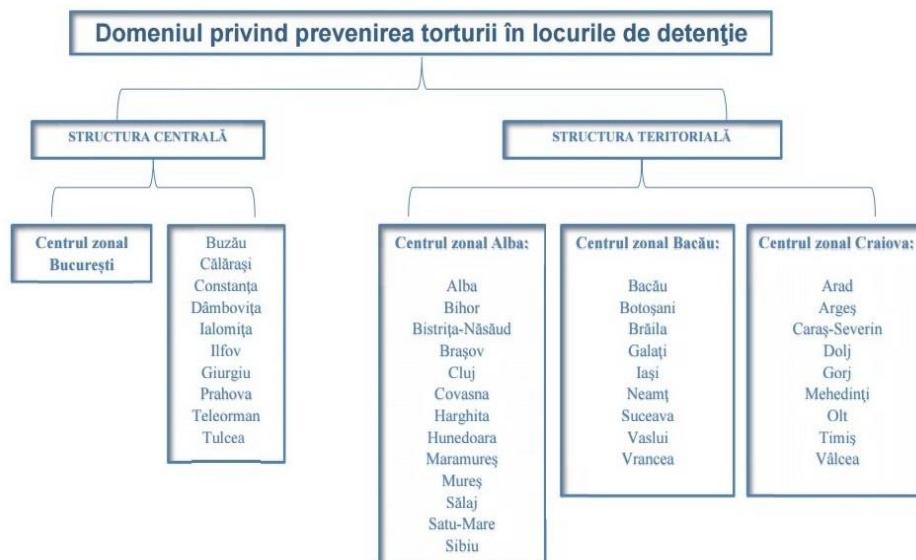 Domeniul privind prevenirea torturii în locurile de detenţie
STRUCTURA CENTRALĂ
STRUCTURA TERITORIALĂ
Centrul zonal
Bucureşti
Buzău
Călăraşi
Constanţa
Dâmboviţa
Ialomiţa
Ilfov
Giurgiu
Prahova
Teleorman
Tulcea
Centrul zonal Alba:
Alba
Bihor
Bistriţa-Năsăud
Braşov
Cluj
Covasna
Harghita
Hunedoara
Maramureş
Mureş
Sălaj
Satu-Mare
Sibiu
Centrul zonal Bacău:
Bacău
Botoşani
Brăila
Galaţi
Iaşi
Neamţ
Suceava
Vaslui
Vrancea
Centrul zonal Craiova:
Arad
Argeş
Caraş-Severin
Dolj
Gorj
Mehedinţi
Olt
Timiş
Vâlcea